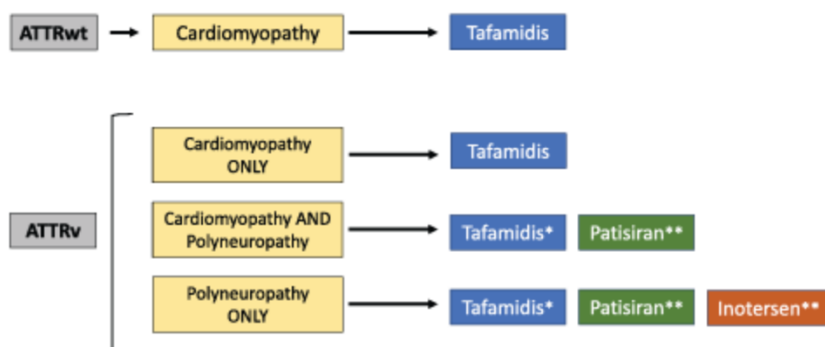 ATTRwt
Cardiomyopathy
Tafamidis
ATTRv
Cardiomyopathy
ONLY
Tafamidis
Cardiomyopathy AND
Polyneuropathy
Tafamidis*
Patisiran**
Polyneuropathy
ONLY
Tafamidis*
Patisiran**
Inotersen**